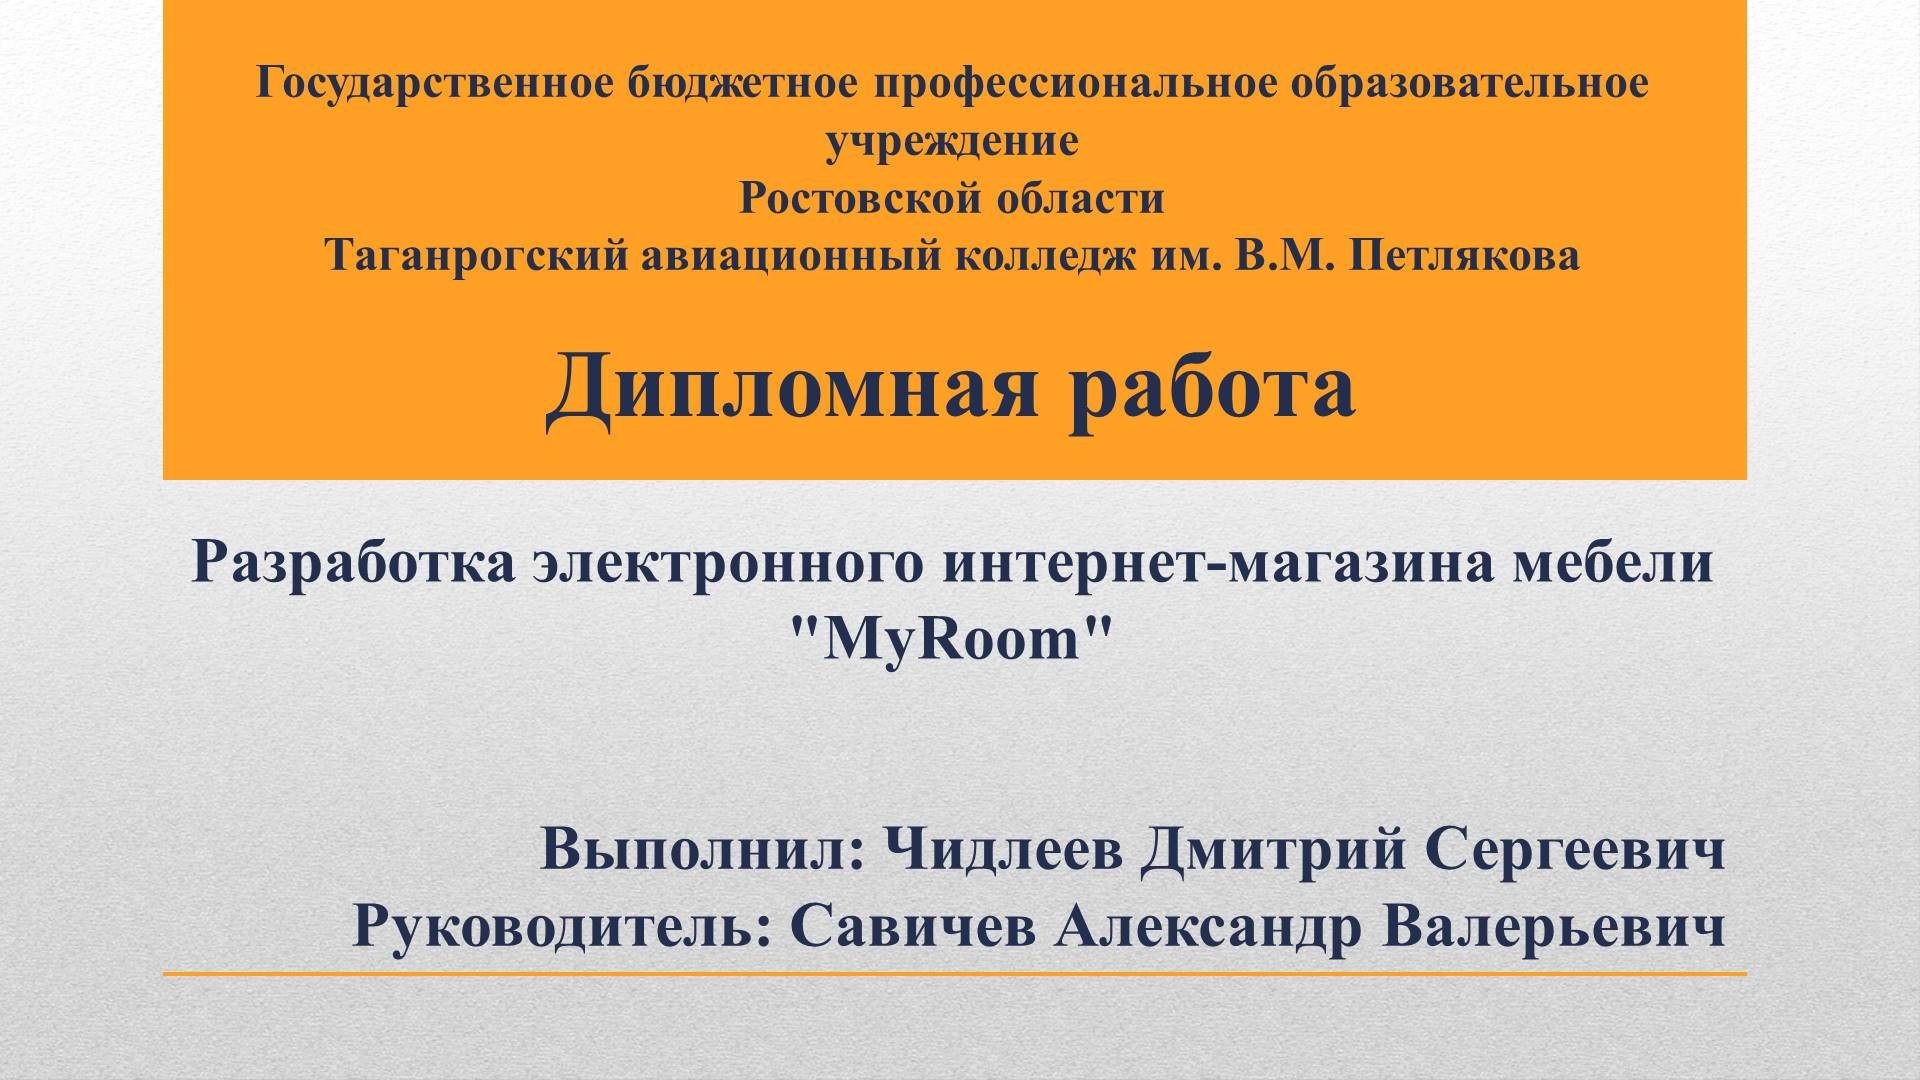 Государственное бюджетное профессиональное образовательное
учреждение
Ростовской области
Таганрогский авиационный колледж им. В.М. Петлякова
Дипломная работа
Разработка электронного интернет-магазина мебели
"MyRoom"
Выполнил: Чидлеев Дмитрий Сергеевич
Руководитель: Савичев Александр Валерьевич